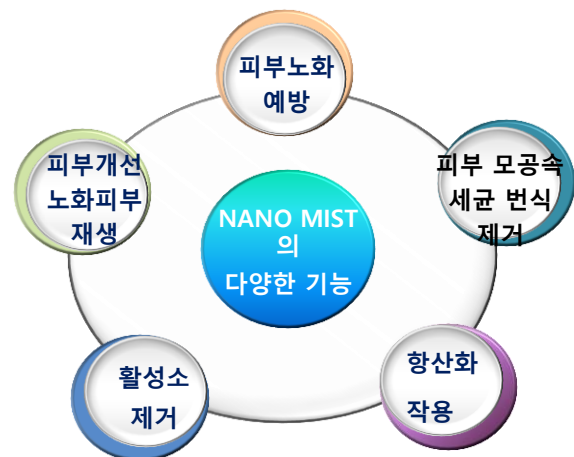 피부노화
예방
피부개선
노화피부
재생
피부 모공속
세균 번식
제거
NANO MIST
의
다양한 기능
활성소
제거
항산화
작용